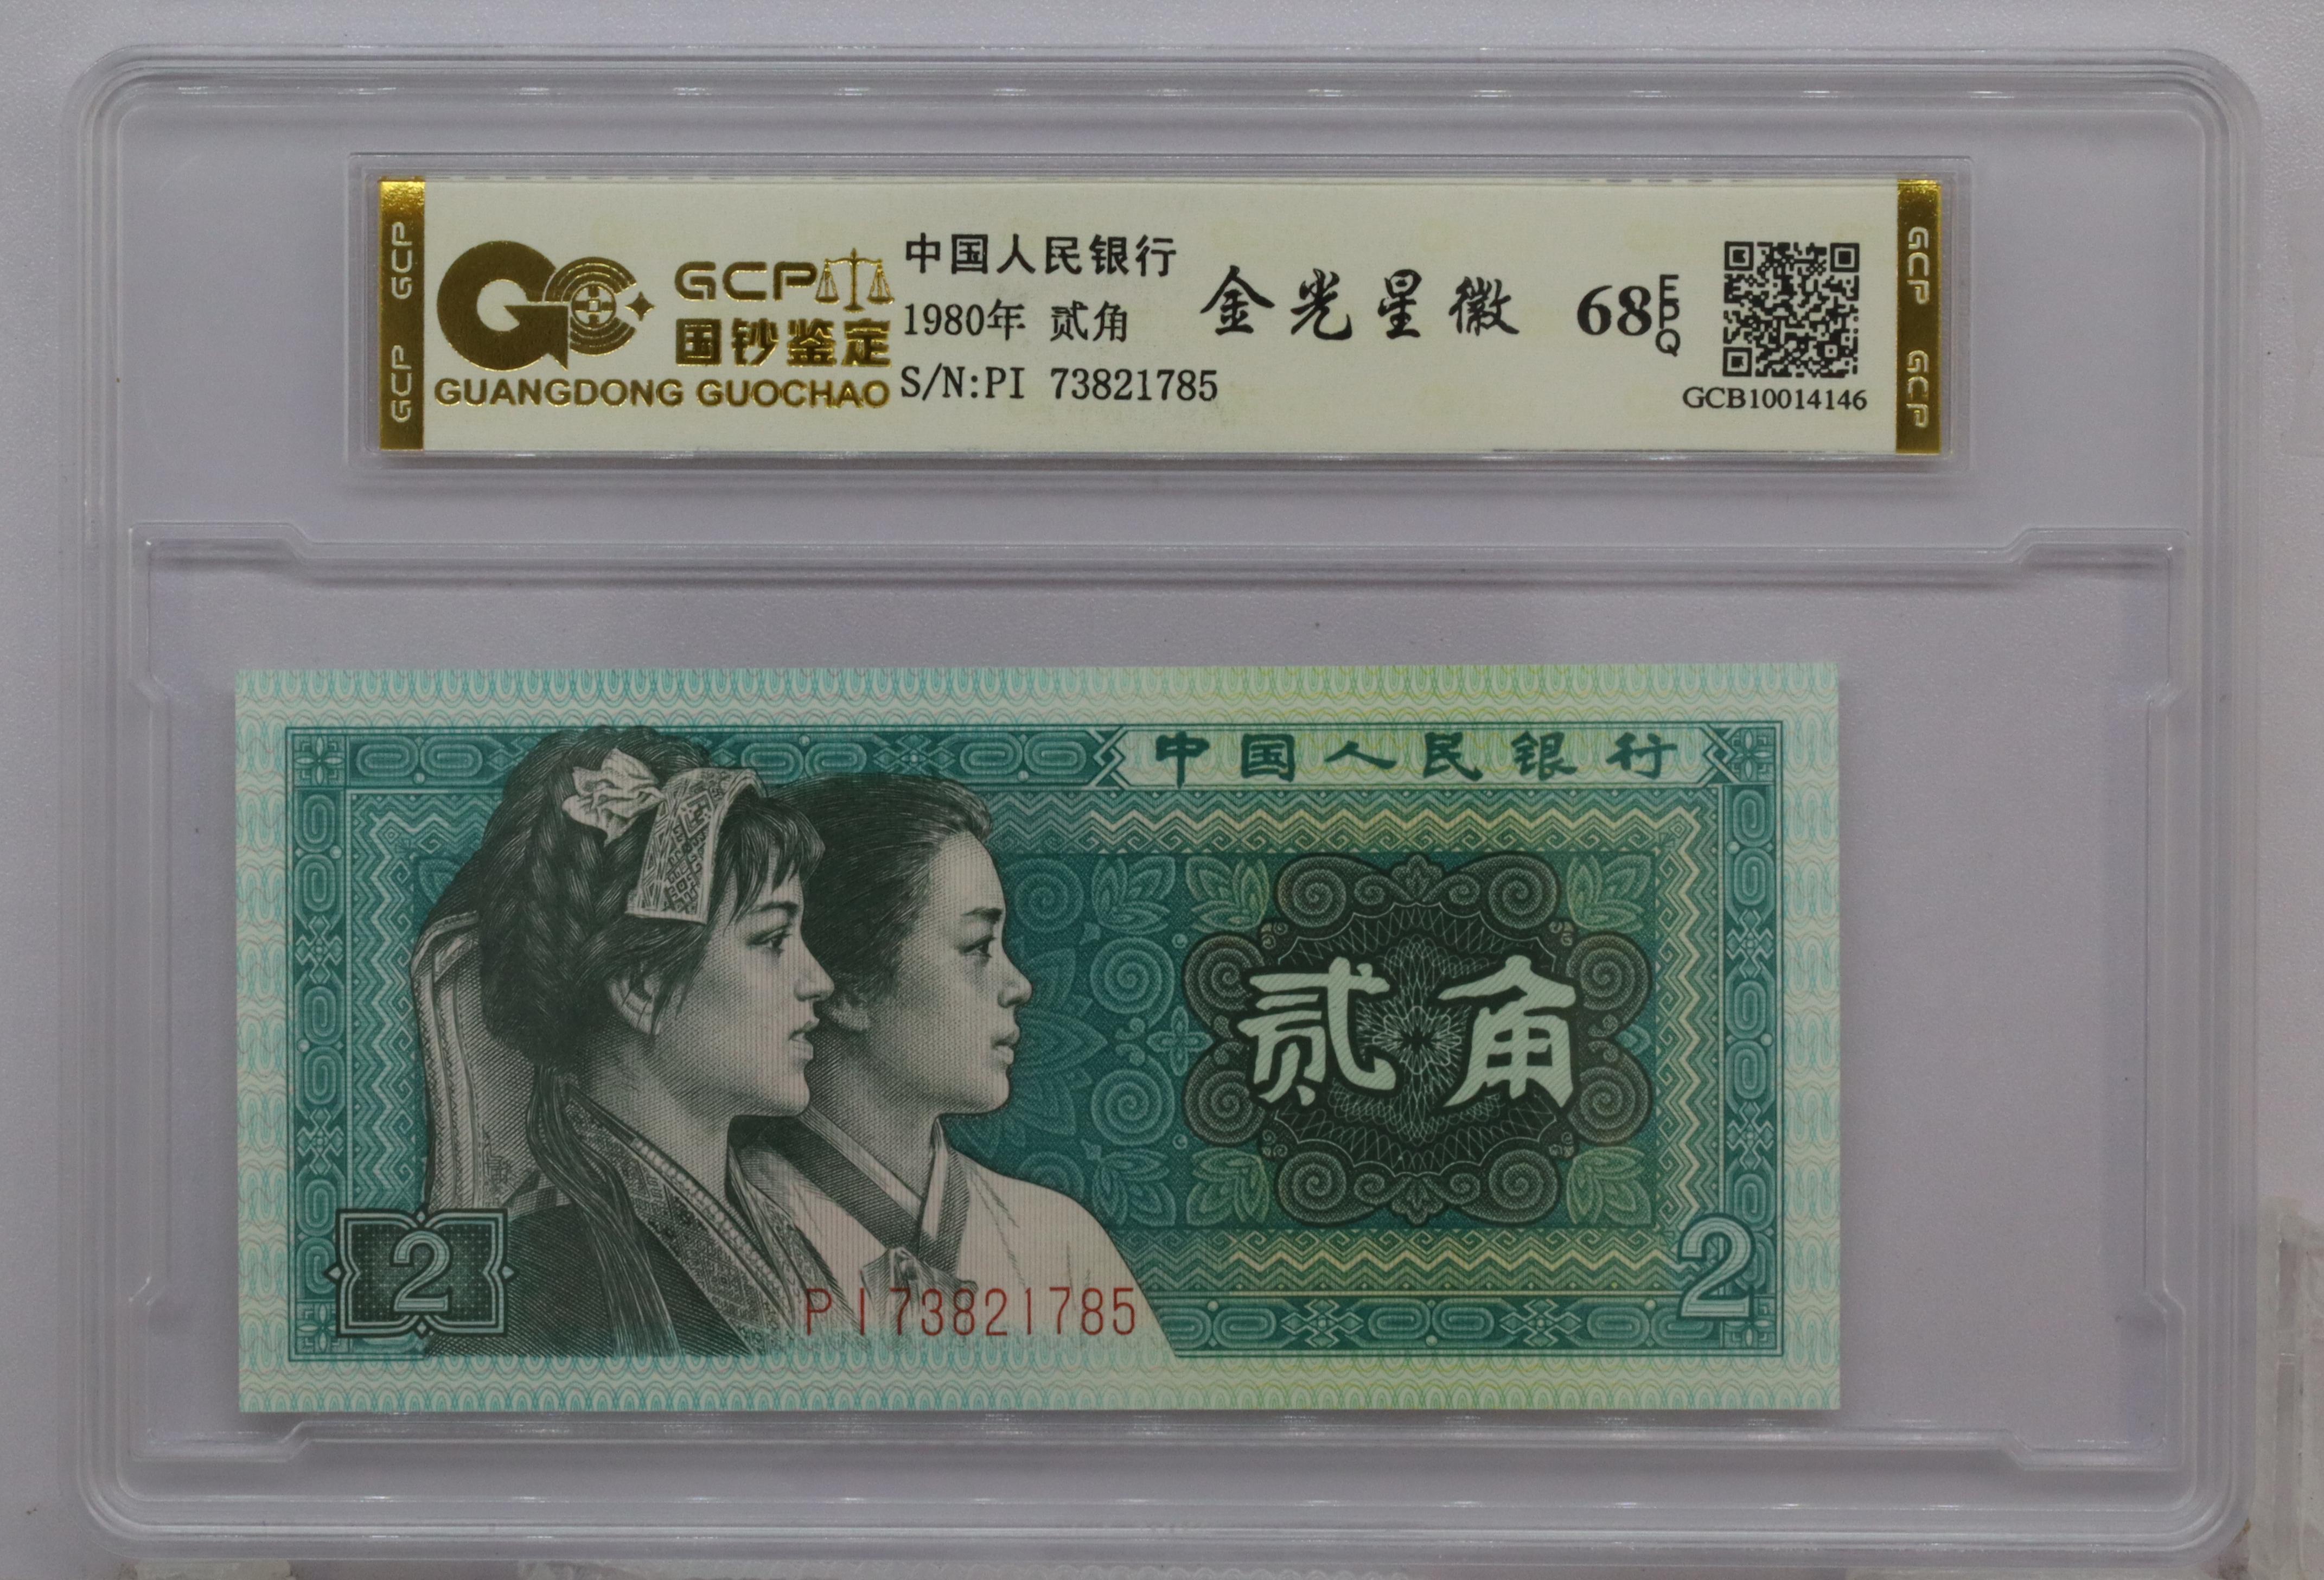 GCP GCP
GCP
国钞鉴定
GUANGDONG GUOCHAO
中国人民银行
1980年 贰角
S/N:PI 73821785
金光星徽
68 EPQ
GCB10014146
GCP GCP
中国人民银行
贰角
2
PI73821785
2